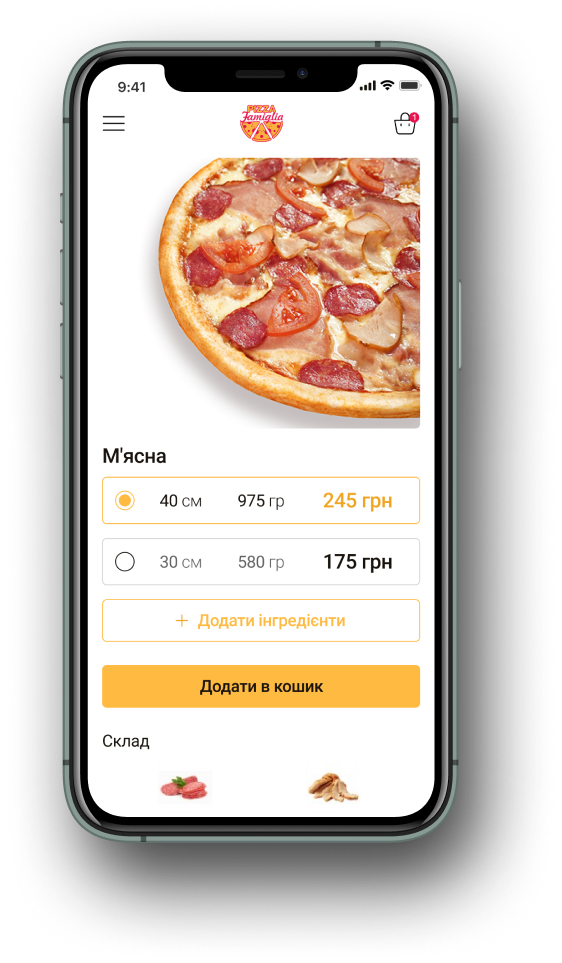 9:41
PIZZA
Famiglia
1
М'ясна
40 см 975 гр 245 грн
30 см 580 гр 175 грн
+ Додати інгредієнти
Додати в кошик
Склад